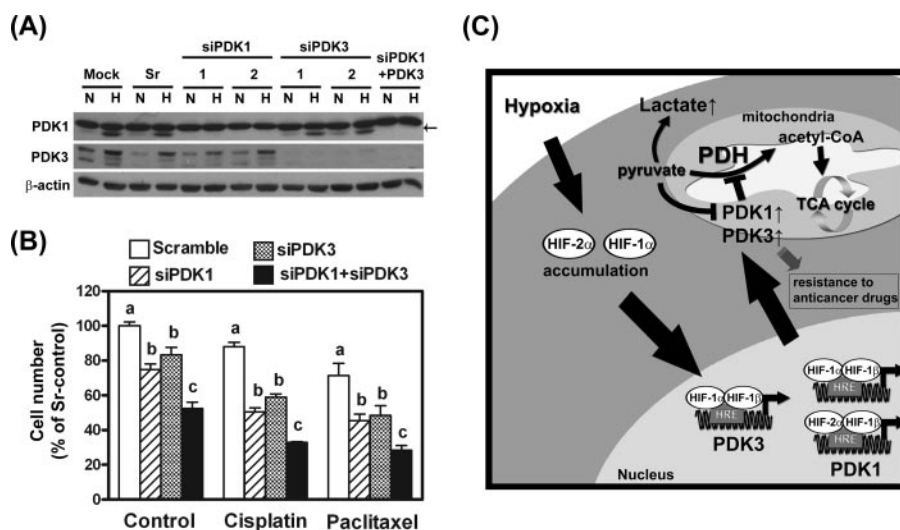 (A)
siPDK1 siPDK3 siPDK1
+PDK3
Mock Sr 1 2 1 2
N H N H N H N H N H N H N H
PDK1 ←
PDK3
β-actin
(B)
Scramble siPDK3
siPDK1 siPDK1+siPDK3
Cell number
(% of Sr-control)
120
100
80
60
40
20
0
a b b c
a b b c
a b b c
Control Cisplatin Paclitaxel
(C)
Hypoxia
Lactate↑
mitochondria
acetyl-CoA
PDH
pyruvate
TCA cycle
PDK1↑
PDK3↑
HIF-2α HIF-1α
accumulation
resistance to
anticancer drugs
HIF-1α HIF-1β
HRE
PDK3
HIF-1α HIF-1β
HRE
HIF-2α HIF-1β
HRE
PDK1
Nucleus